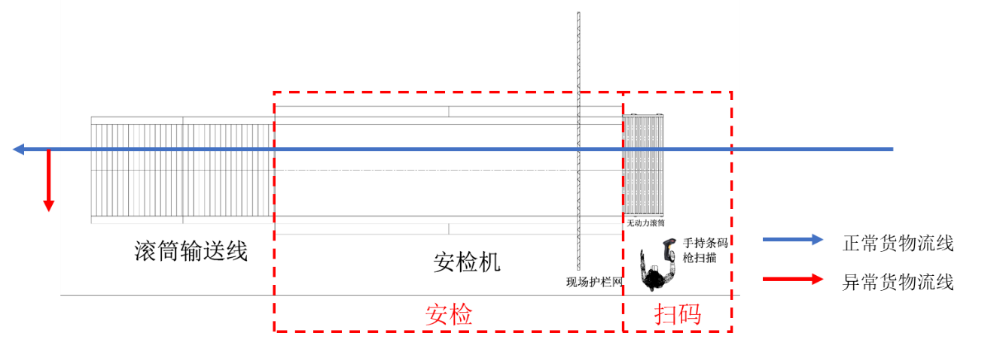 无动力滚筒
手持条码
枪扫描
滚筒输送线
安检机
现场护栏网
正常货物流线
异常货物流线
安检
扫码